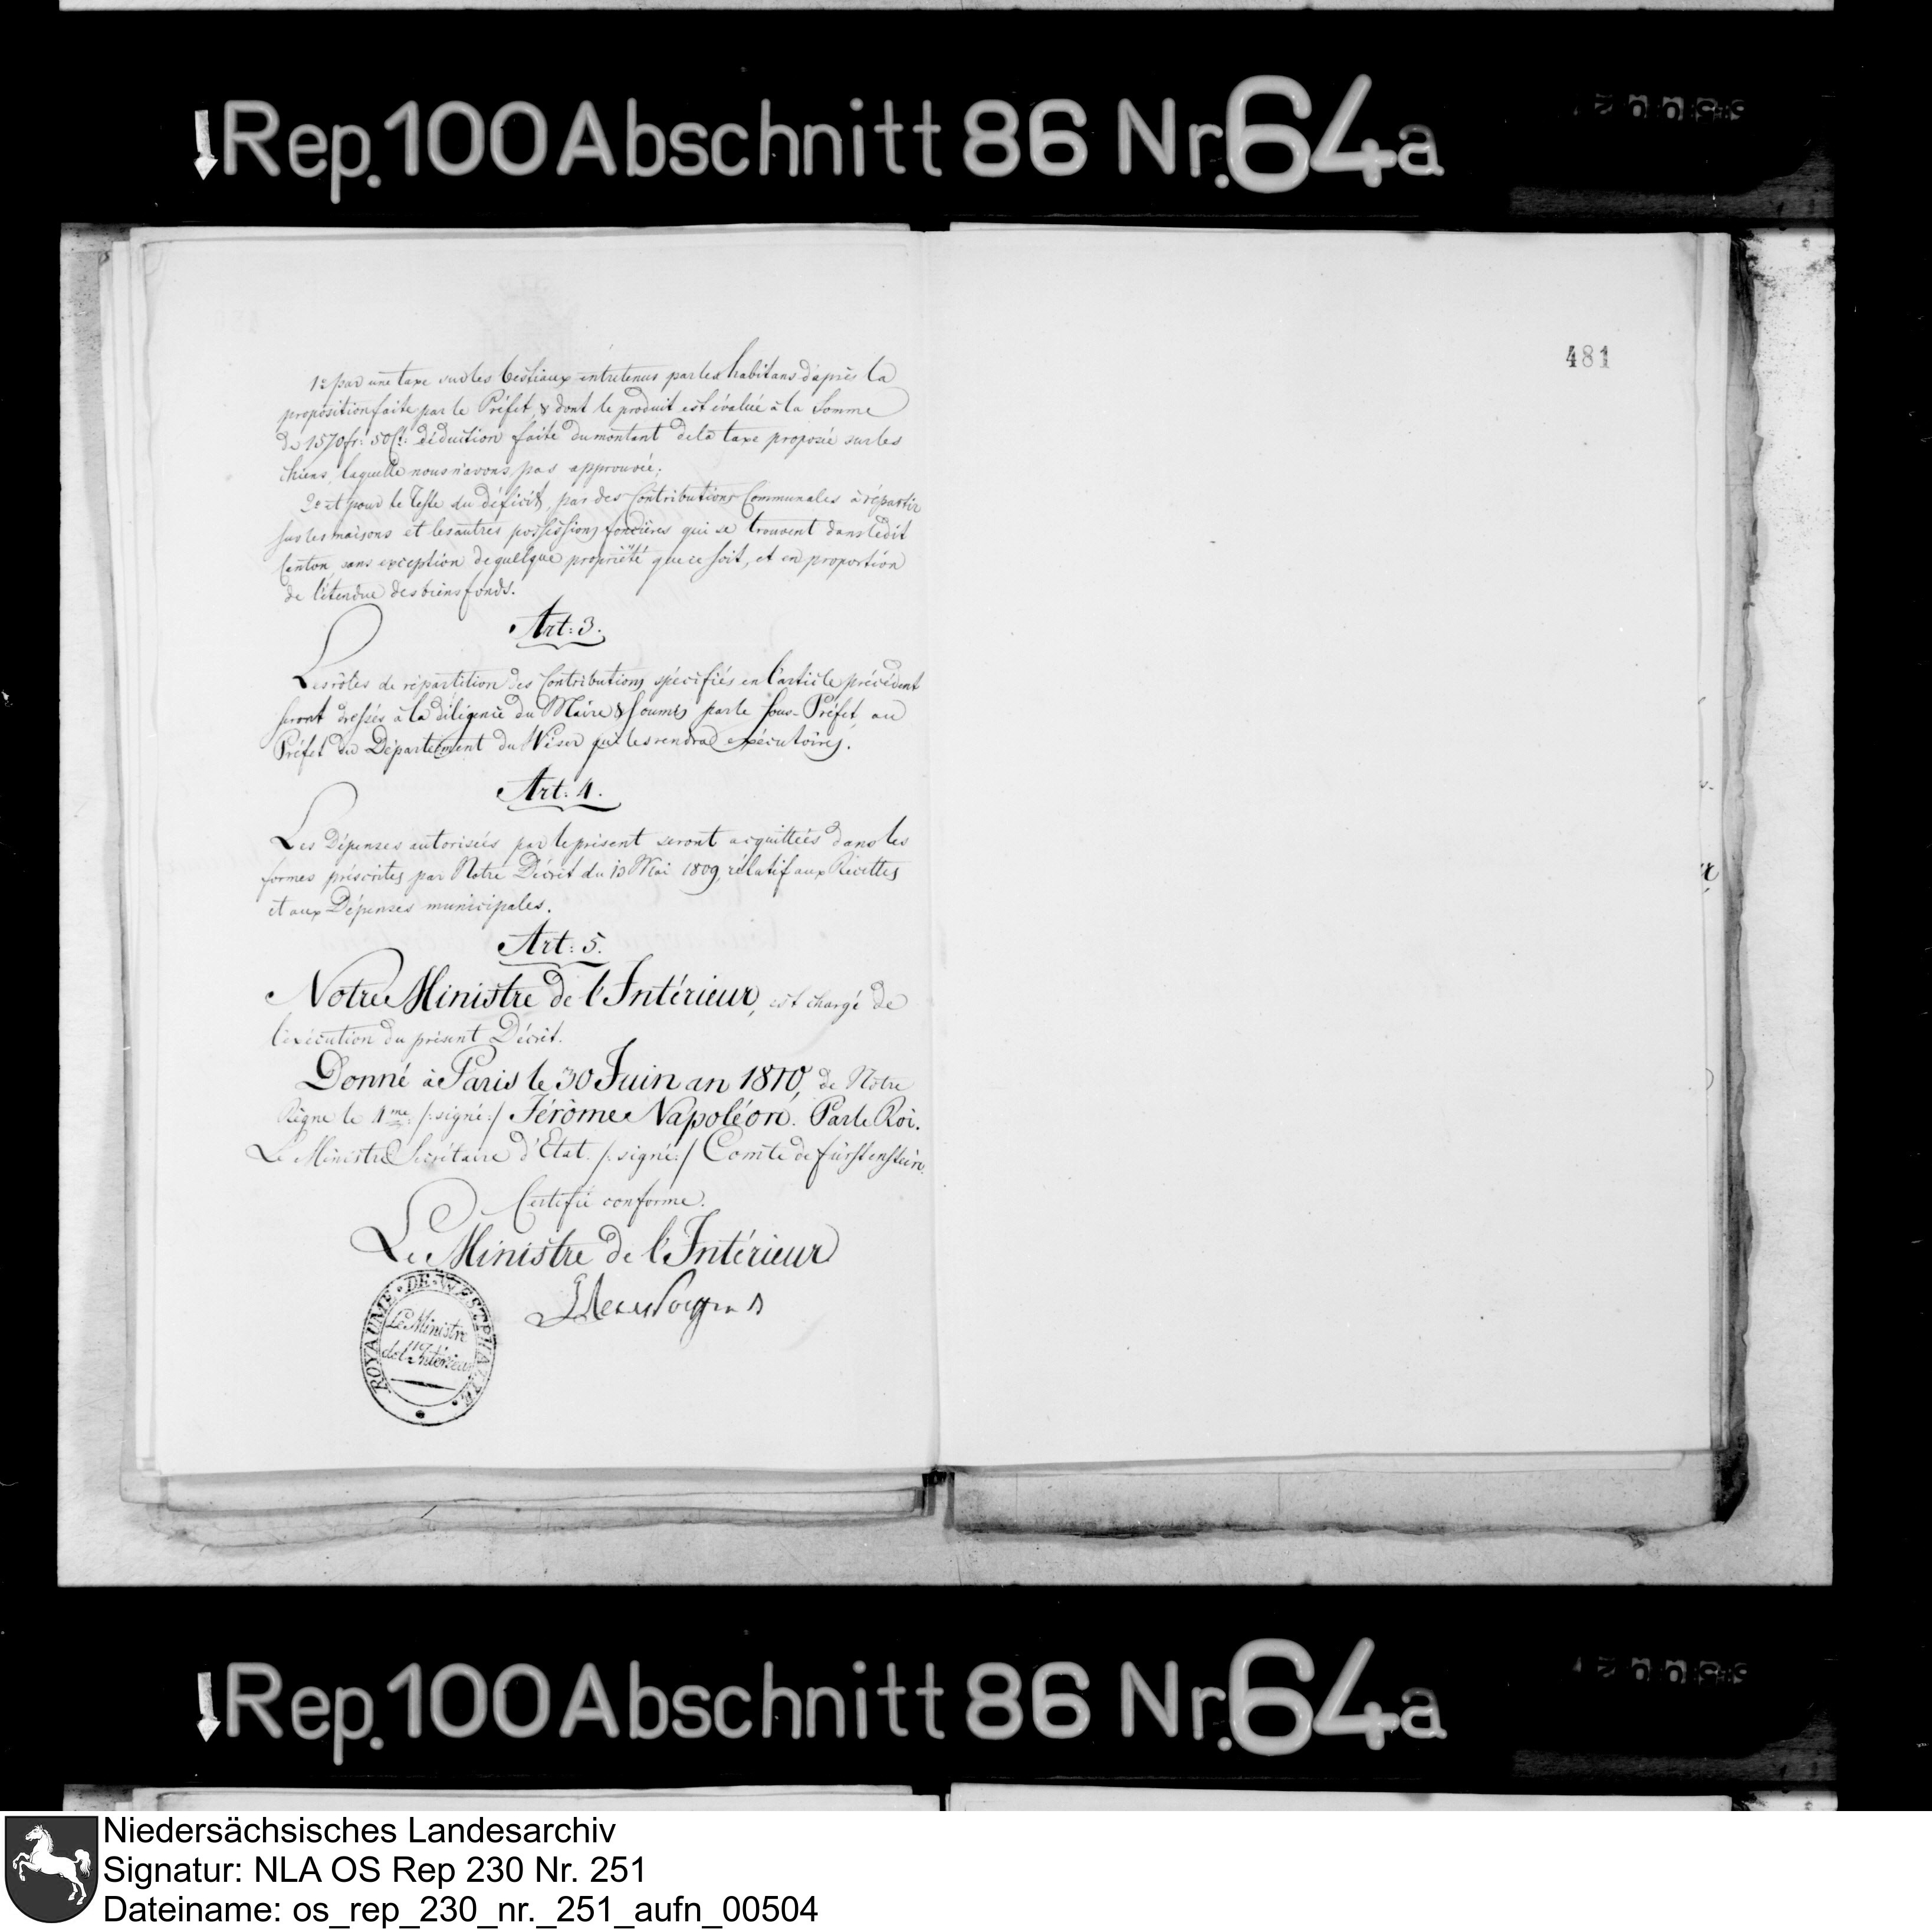 Rep. 100 Abschnitt 86 Nr. 64a
481
1º par une taxe sur les bestiaux entretenus par les habitans d'après la
proposition faite par le Préfet, & dont le produit est évaluée à la Somme
de 1570 fr: 50 Ct: déduction faite du montant de la taxe proposée sur les
chiens, laquelle nous n'avons pas approuvée;
2º et pour le reste du déficit, par des Contributions Communales à répartir
sur les maisons et les autres possessions foncières qui se trouvent dans ledit
Canton, sans exception de quelque propriété que ce soit, et en proportion
de l'étendue des biens fonds.
Art: 3.
Les rôles de répartition des Contributions spécifiés en l'article précédent
seront dressés à la diligence du Maire & soumis par le Sous-Préfet, au
Préfet du Département du Weser qui les rendra exécutoires.
Art: 4.
Les Dépenses autorisées par le présent seront acquittées dans les
formes préscrites par Notre Décret du 13 Mai 1809, rélatif aux Récettes
et aux Dépenses municipales.
Art: 5.
Notre Ministre de l'Intérieur, est chargé de
l'exécution du présent Décret.
Donné à Paris le 30 Juin an 1810, de Notre
Règne le 4me. /:signé:/ Jérôme Napoléon. Par le Roi.
Le Ministre Secrétaire d'Etat. /:signé:/ Comte de fürstenstein.
Certifié conforme.
Le Ministre de l'Intérieur
ROYAUME DE WESTPHALIE
Le Ministre
de l'Intérieur
Rep. 100 Abschnitt 86 Nr. 64a
Niedersächsisches Landesarchiv
Signatur: NLA OS Rep 230 Nr. 251
Dateiname: os_rep_230_nr._251_aufn_00504